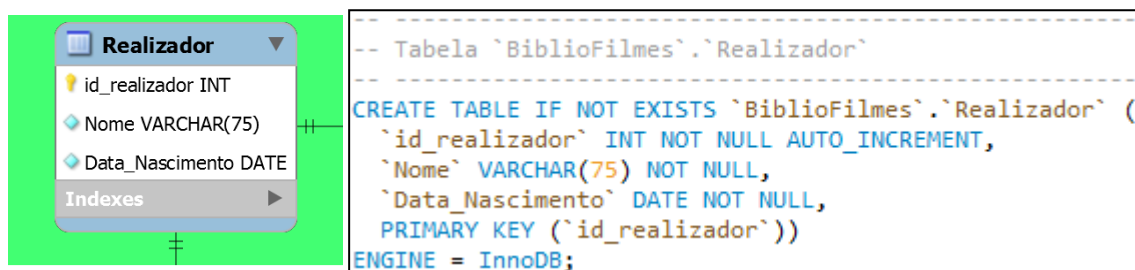 Realizador
id_realizador INT
Nome VARCHAR(75)
Data_Nascimento DATE
Indexes
-- -----------------------------------------------------
-- Tabela `BiblioFilmes`.`Realizador`
-- -----------------------------------------------------
CREATE TABLE IF NOT EXISTS `BiblioFilmes`.`Realizador` (
`id_realizador` INT NOT NULL AUTO_INCREMENT,
`Nome` VARCHAR(75) NOT NULL,
`Data_Nascimento` DATE NOT NULL,
PRIMARY KEY (`id_realizador`))
ENGINE = InnoDB;